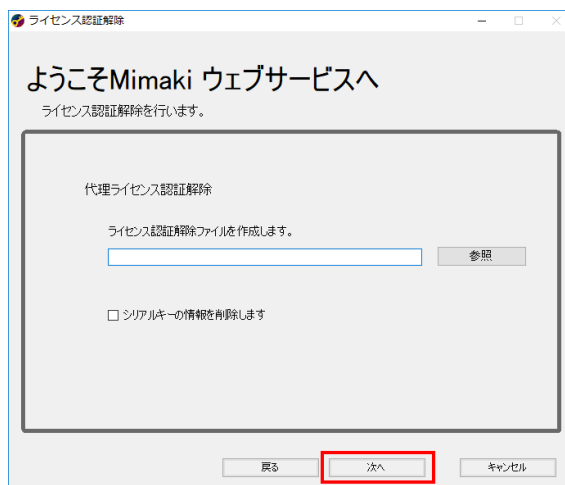 ライセンス認証解除
ようこそMimaki ウェブサービスへ
ライセンス認証解除を行います。
代理ライセンス認証解除
ライセンス認証解除ファイルを作成します。
参照
シリアルキーの情報を削除します
戻る
次へ
キャンセル